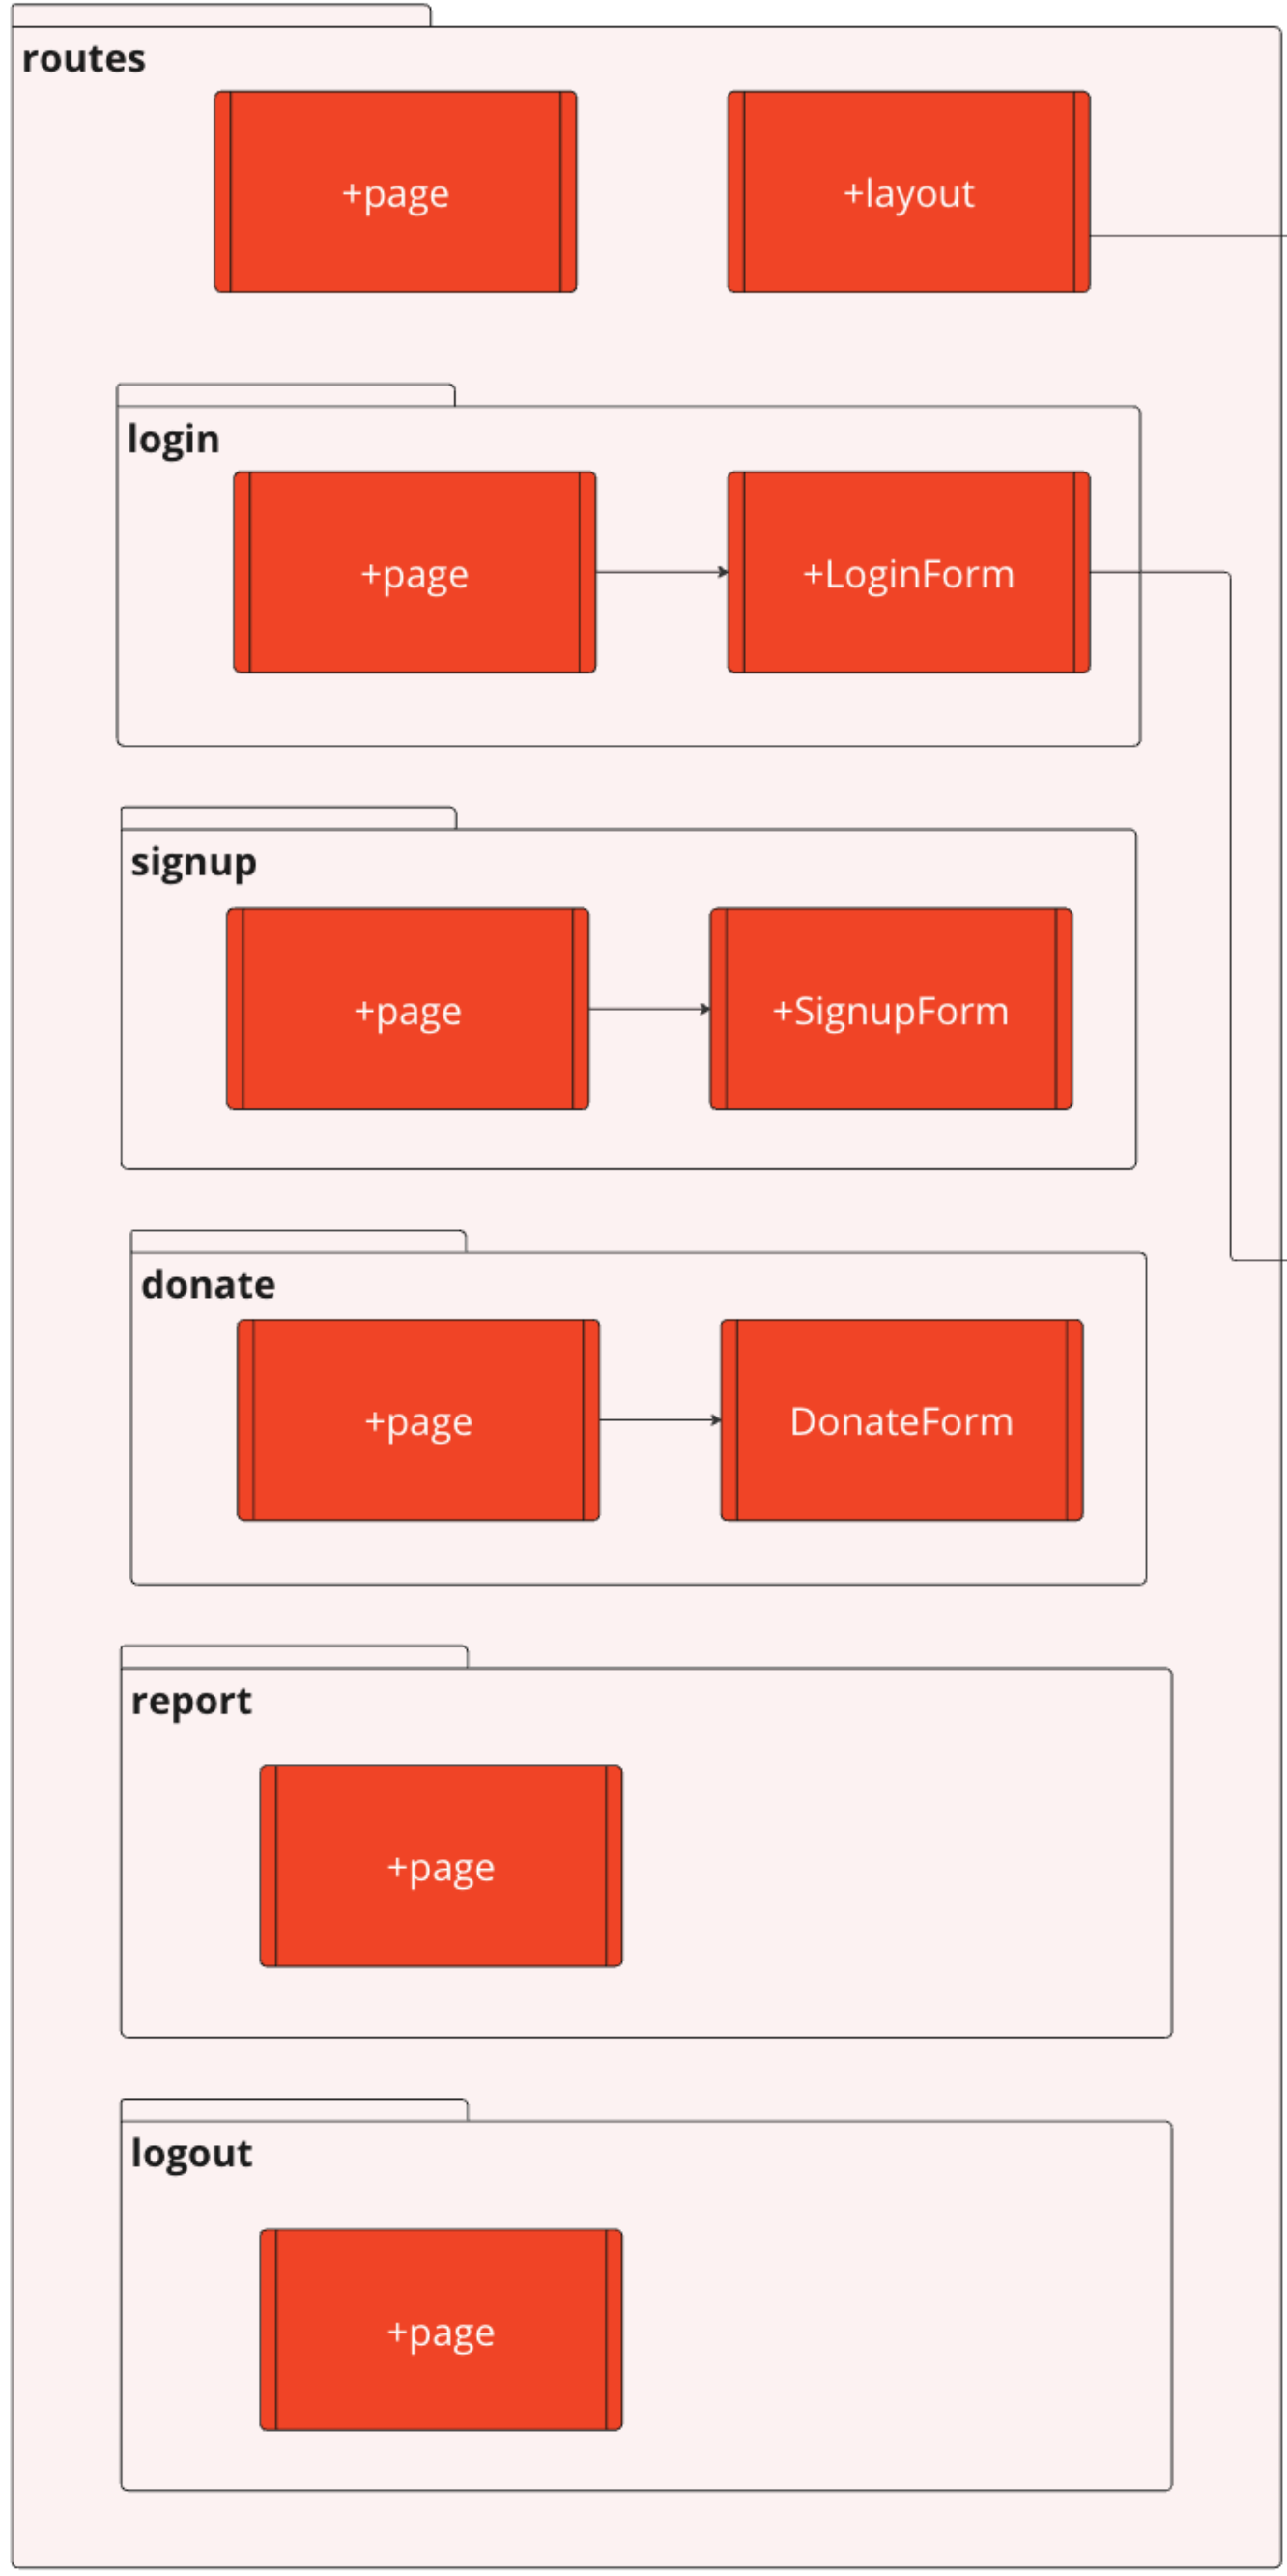 routes
+page
+layout
login
+page
+LoginForm
signup
+page
+SignupForm
donate
+page
DonateForm
report
+page
logout
+page